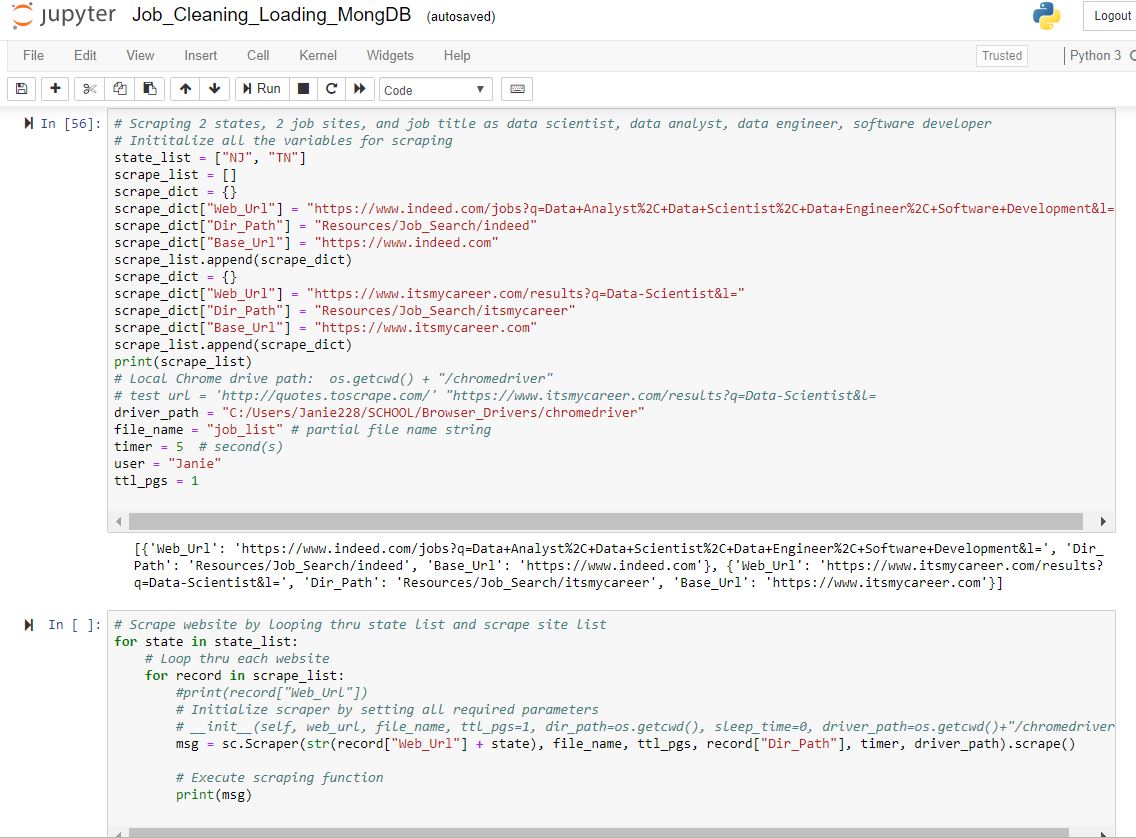 jupyter Job_Cleaning_Loading_MongDB (autosaved)
Logout
File Edit View Insert Cell Kernel Widgets Help
Trusted Python 3
Run Code
In [56]:
# Scraping 2 states, 2 job sites, and job title as data scientist, data analyst, data engineer, software developer
# Inititalize all the variables for scraping
state_list = ["NJ", "TN"]
scrape_list = []
scrape_dict = {}
scrape_dict["Web_Url"] = "https://www.indeed.com/jobs?q=Data+Analyst%2C+Data+Scientist%2C+Data+Engineer%2C+Software+Development&l=
scrape_dict["Dir_Path"] = "Resources/Job_Search/indeed"
scrape_dict["Base_Url"] = "https://www.indeed.com"
scrape_list.append(scrape_dict)
scrape_dict = {}
scrape_dict["Web_Url"] = "https://www.itsmycareer.com/results?q=Data-Scientist&l="
scrape_dict["Dir_Path"] = "Resources/Job_Search/itsmycareer"
scrape_dict["Base_Url"] = "https://www.itsmycareer.com"
scrape_list.append(scrape_dict)
print(scrape_list)
# Local Chrome drive path:  os.getcwd() + "/chromedriver"
# test url = 'http://quotes.toscrape.com/' "https://www.itsmycareer.com/results?q=Data-Scientist&l=
driver_path = "C:/Users/Janie228/SCHOOL/Browser_Drivers/chromedriver"
file_name = "job_list" # partial file name string
timer = 5  # second(s)
user = "Janie"
ttl_pgs = 1
[{'Web_Url': 'https://www.indeed.com/jobs?q=Data+Analyst%2C+Data+Scientist%2C+Data+Engineer%2C+Software+Development&l=', 'Dir_
Path': 'Resources/Job_Search/indeed', 'Base_Url': 'https://www.indeed.com'}, {'Web_Url': 'https://www.itsmycareer.com/results?
q=Data-Scientist&l=', 'Dir_Path': 'Resources/Job_Search/itsmycareer', 'Base_Url': 'https://www.itsmycareer.com'}]
In [ ]:
# Scrape website by looping thru state list and scrape site list
for state in state_list:
    # Loop thru each website
    for record in scrape_list:
        #print(record["Web_Url"])
        # Initialize scraper by setting all required parameters
        # __init__(self, web_url, file_name, ttl_pgs=1, dir_path=os.getcwd(), sleep_time=0, driver_path=os.getcwd()+"/chromedriver
        msg = sc.Scraper(str(record["Web_Url"] + state), file_name, ttl_pgs, record["Dir_Path"], timer, driver_path).scrape()
        # Execute scraping function
        print(msg)